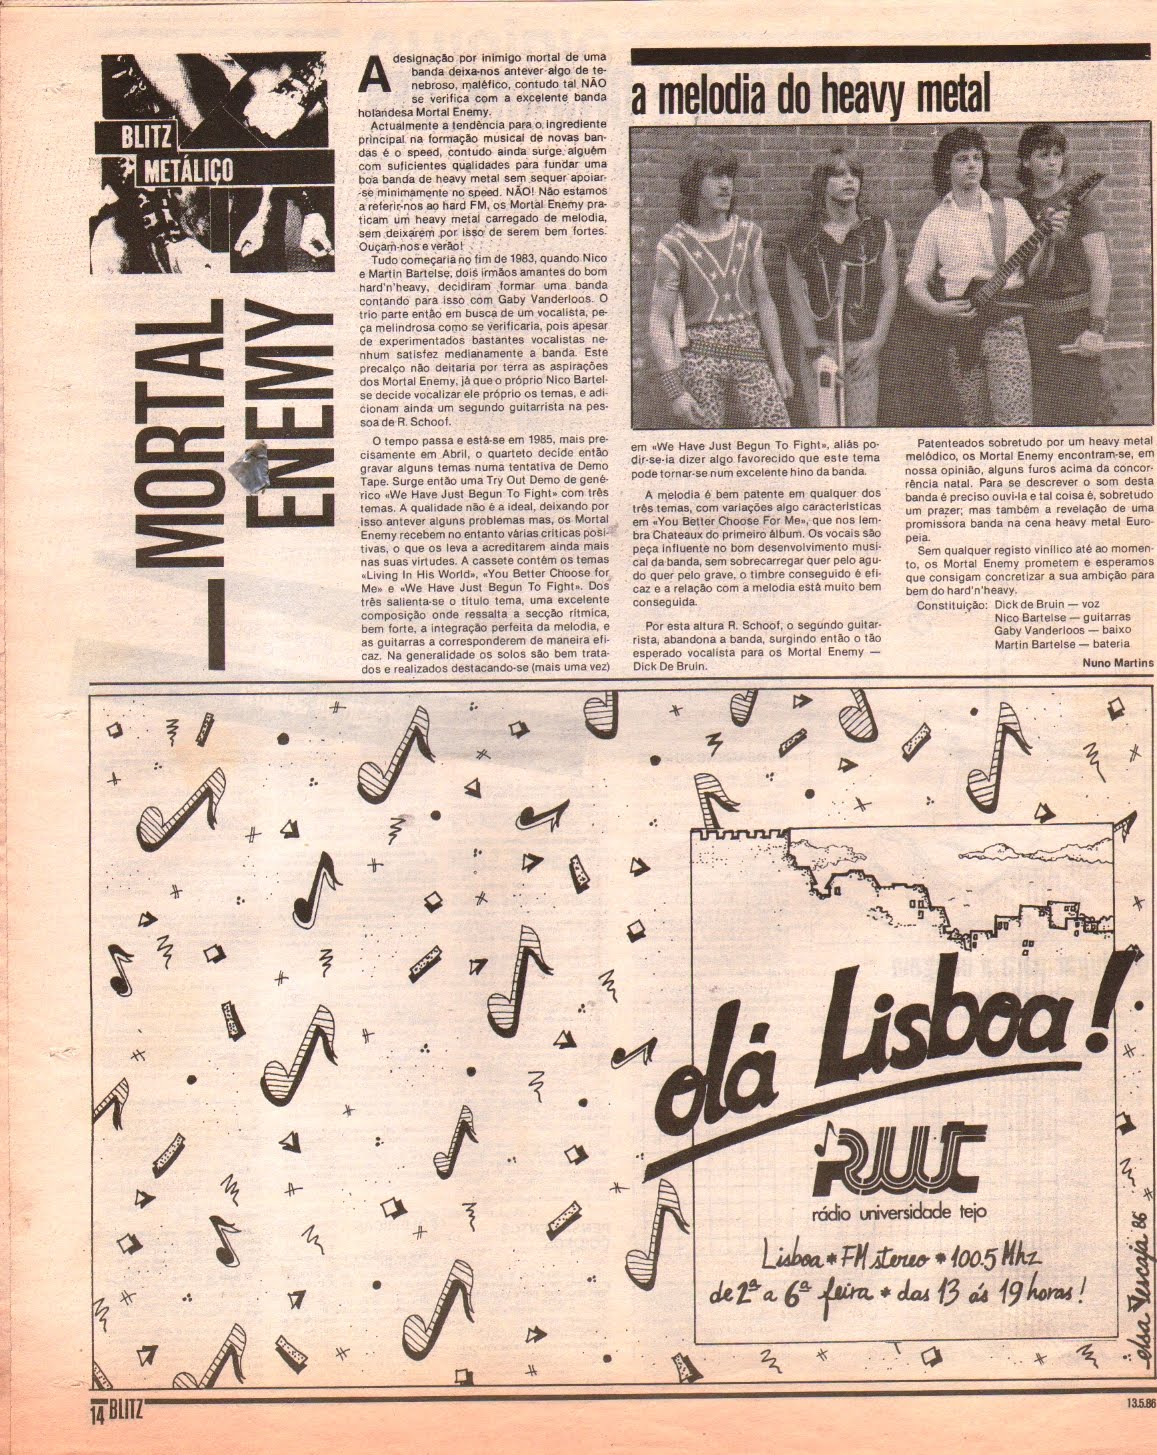 BLITZ
METÁLIÇO
MORTAL
ENEMY
A designação por inimigo mortal de uma
banda deixa-nos antever algo de te-
nebroso, maléfico, contudo tal NÃO
se verifica com a excelente banda
holandesa Mortal Enemy.
Actualmente a tendência para o ingrediente
principal na formação musical de novas ban-
das é o speed, contudo ainda surge alguém
com suficientes qualidades para fundar uma
boa banda de heavy metal sem sequer apoiar-
-se minimamente no speed. NÃO! Não estamos
a referir-nos ao hard FM, os Mortal Enemy pra-
ticam um heavy metal carregado de melodia,
sem deixarem por isso de serem bem fortes.
Ouçam-nos e verão!
Tudo começaria no fim de 1983, quando Nico
e Martin Bartelse, dois irmãos amantes do bom
hard'n'heavy, decidiram formar uma banda
contando para isso com Gaby Vanderloos. O
trio parte então em busca de um vocalista, pe-
ça melindrosa como se verificaria, pois apesar
de experimentados bastantes vocalistas ne-
nhum satisfez medianamente a banda. Este
precalço não deitaria por terra as aspirações
dos Mortal Enemy, já que o próprio Nico Bartel-
se decide vocalizar ele próprio os temas, e adi-
cionam ainda um segundo guitarrista na pes-
soa de R. Schoof.
O tempo passa e está-se em 1985, mais pre-
cisamente em Abril, o quarteto decide então
gravar alguns temas numa tentativa de Demo
Tape. Surge então uma Try Out Demo de gené-
rico «We Have Just Begun To Fight» com três
temas. A qualidade não é a ideal, deixando por
isso antever alguns problemas mas, os Mortal
Enemy recebem no entanto várias criticas posi-
tivas, o que os leva a acreditarem ainda mais
nas suas virtudes. A cassete contém os temas
«Living In His World», «You Better Choose for
Me» e «We Have Just Begun To Fight». Dos
três salienta-se o titulo tema, uma excelente
composição onde ressalta a secção rítmica,
bem forte, a integração perfeita da melodia, e
as guitarras a corresponderem de maneira efi-
caz. Na generalidade os solos são bem trata-
dos e realizados destacando-se (mais uma vez)
a melodia do heavy metal
em «We Have Just Begun To Fight», aliás po-
dir-se-ia dizer algo favorecido que este tema
pode tornar-se num excelente hino da banda.
A melodia é bem patente em qualquer dos
três temas, com variações algo características
em «You Better Choose For Me», que nos lem-
bra Chateaux do primeiro álbum. Os vocais são
peça influente no bom desenvolvimento musi-
cal da banda, sem sobrecarregar quer pelo agu-
do quer pelo grave, o timbre conseguido é efi-
caz e a relação com a melodia está muito bem
conseguida.
Por esta altura R. Schoof, o segundo guitar-
rista, abandona a banda, surgindo então o tão
esperado vocalista para os Mortal Enemy —
Dick De Bruin.
Patenteados sobretudo por um heavy metal
melódico, os Mortal Enemy encontram-se, em
nossa opinião, alguns furos acima da concor-
rência natal. Para se descrever o som desta
banda é preciso ouvi-la e tal coisa é, sobretudo
um prazer; mas também a revelação de uma
promissora banda na cena heavy metal Euro-
peia.
Sem qualquer registo vinílico até ao momen-
to, os Mortal Enemy prometem e esperamos
que consigam concretizar a sua ambição para
bem do hard'n'heavy.
Constituição: Dick de Bruin — voz
Nico Bartelse — guitarras
Gaby Vanderloos — baixo
Martin Bartelse — bateria
Nuno Martins
olá Lisboa!
RUT
rádio universidade tejo
Lisboa * FM stereo * 100.5 Mhz
de 2ª a 6ª feira * das 13 ás 19 horas!
elsa Vescaja 86
14 BLITZ
13.5.86